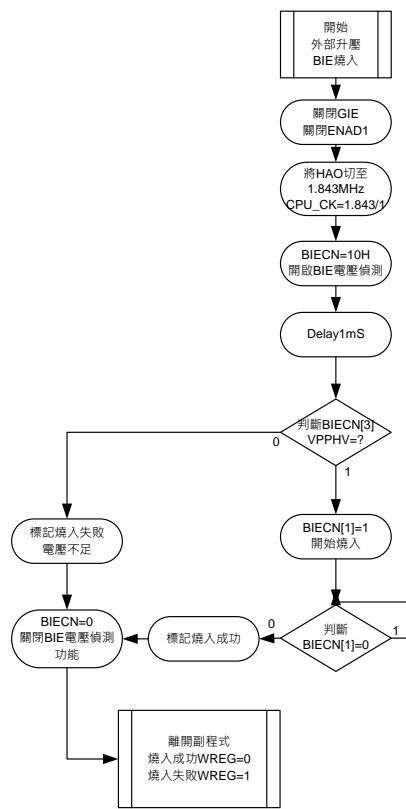 開始
外部升壓
BIE燒入
關閉GIE
關閉ENAD1
將HAO切至
1.843MHz
CPU_CK=1.843/1
BIECN=10H
開啟BIE電壓偵測
Delay1mS
判斷BIECN[3]
VPPHV=?
0
1
標記燒入失敗
電壓不足
BIECN[1]=1
開始燒入
BIECN=0
關閉BIE電壓偵測
功能
標記燒入成功
0
判斷
BIECN[1]=0
1
離開副程式
燒入成功WREG=0
燒入失敗WREG=1